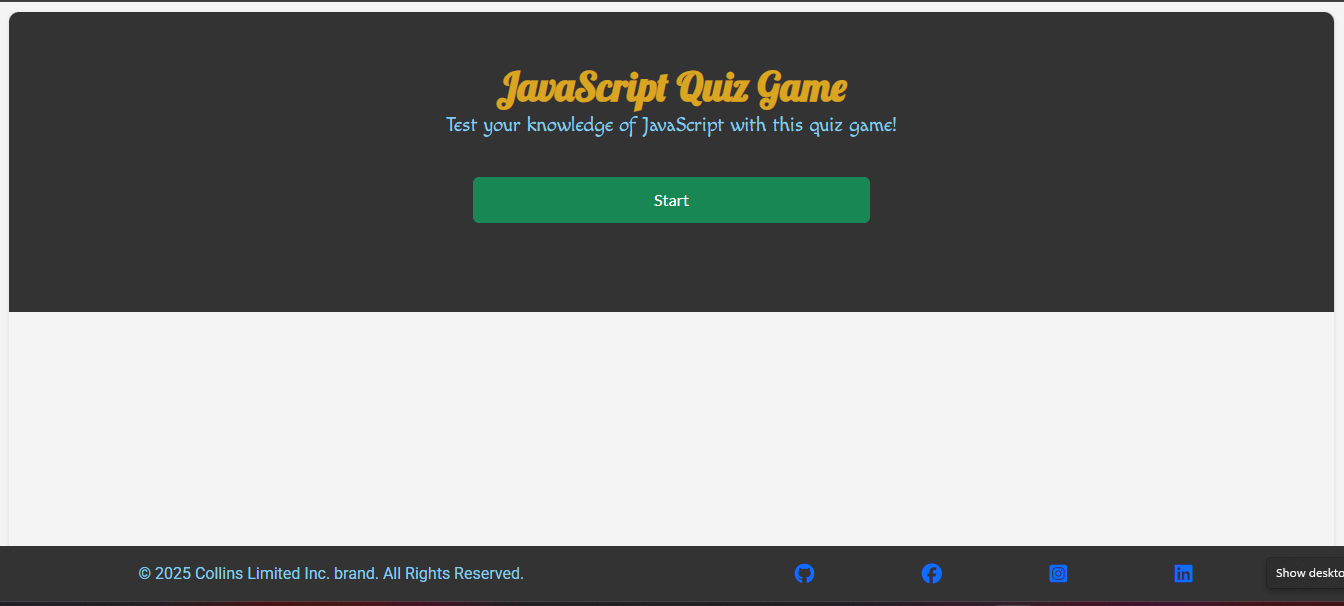 JavaScript Quiz Game
Test your knowledge of JavaScript with this quiz game!
Start
© 2025 Collins Limited Inc. brand. All Rights Reserved.
Show deskto